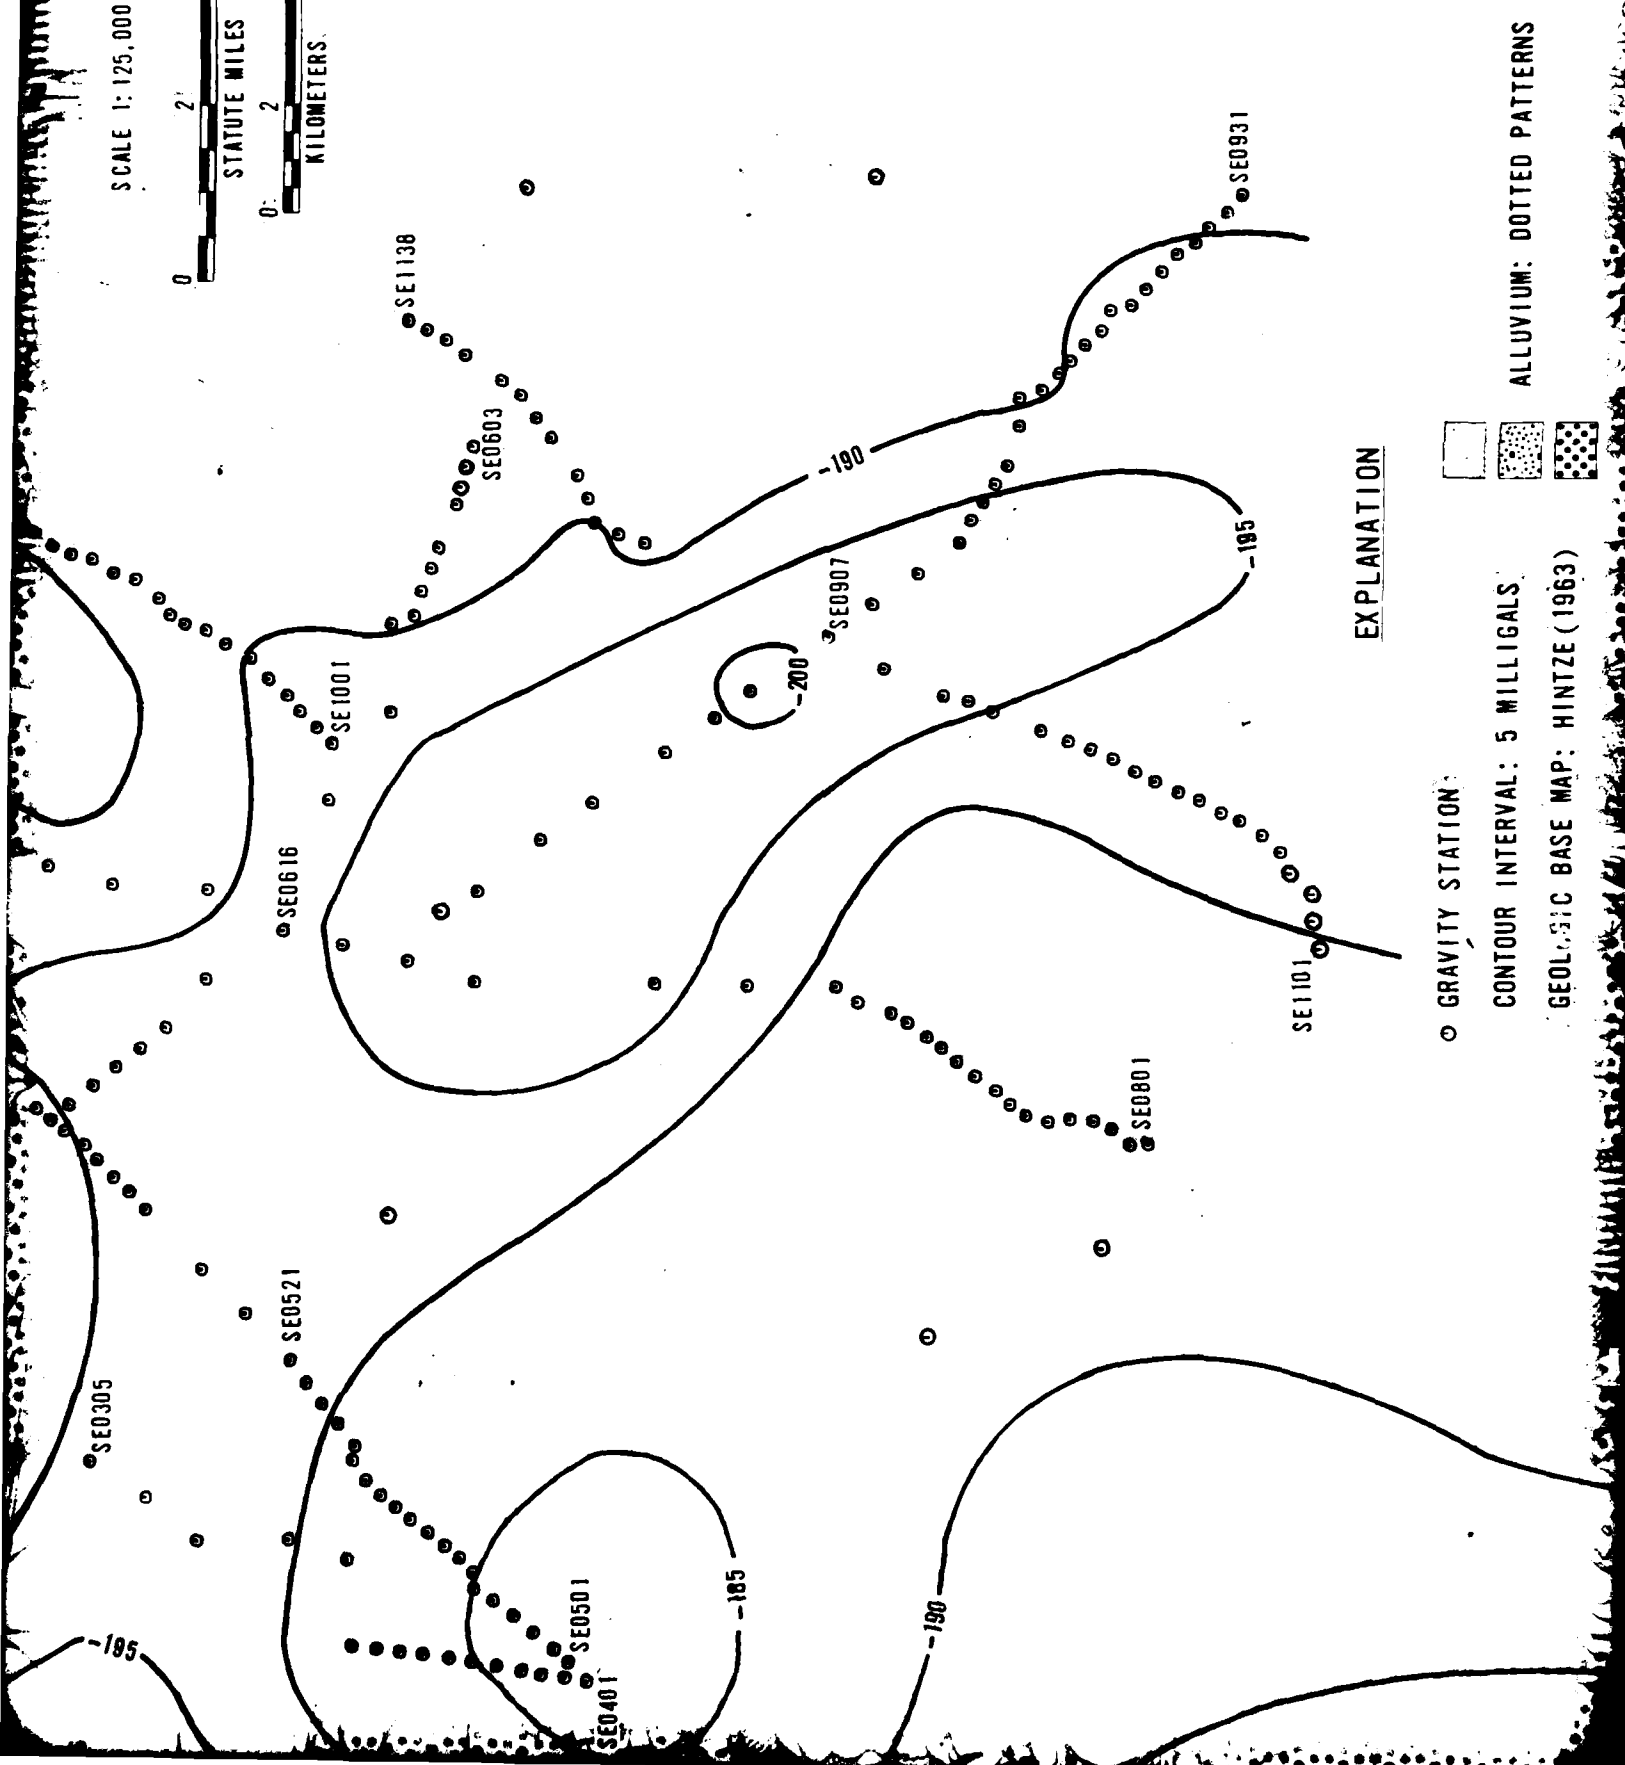 SCALE 1:125,000
0 2
STATUTE MILES
0 2
KILOMETERS
SE1138
SE0603
SE0931
SE1001
SE0616
SE0907
SE0305
SE0521
SE0501
SE0401
SE0801
SE1101
-190
-195
-200
-195
-185
-190
EXPLANATION
GRAVITY STATION
CONTOUR INTERVAL: 5 MILLIGALS
GEOLOGIC BASE MAP: HINTZE (1963)
ALLUVIUM: DOTTED PATTERNS